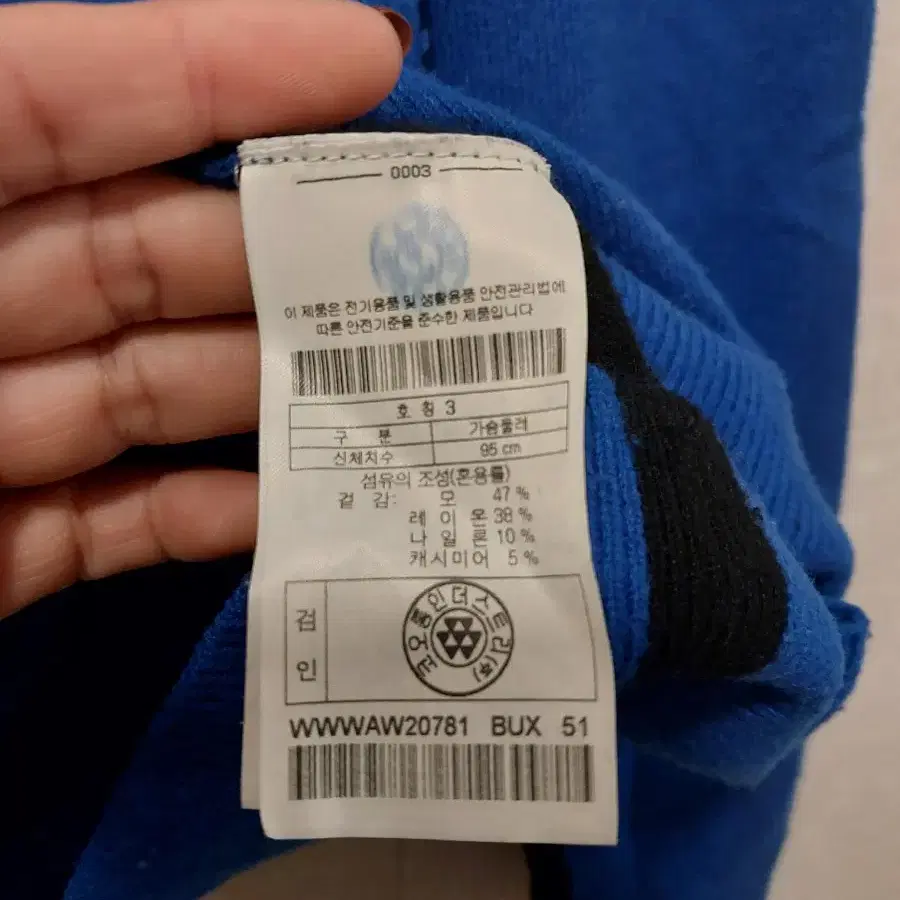 0003
이 제품은 전기용품 및 생활용품 안전관리법에
따른 안전기준을 준수한 제품입니다
호 칭 3
구 분 가슴둘레
신체치수 95 cm
섬유의 조성(혼용률)
겉 감: 모 47 %
레 이 온 38 %
나 일 론 10 %
캐시미어 5 %
검 인
코오롱인더스트리(주)
WWWAW20781 BUX 51